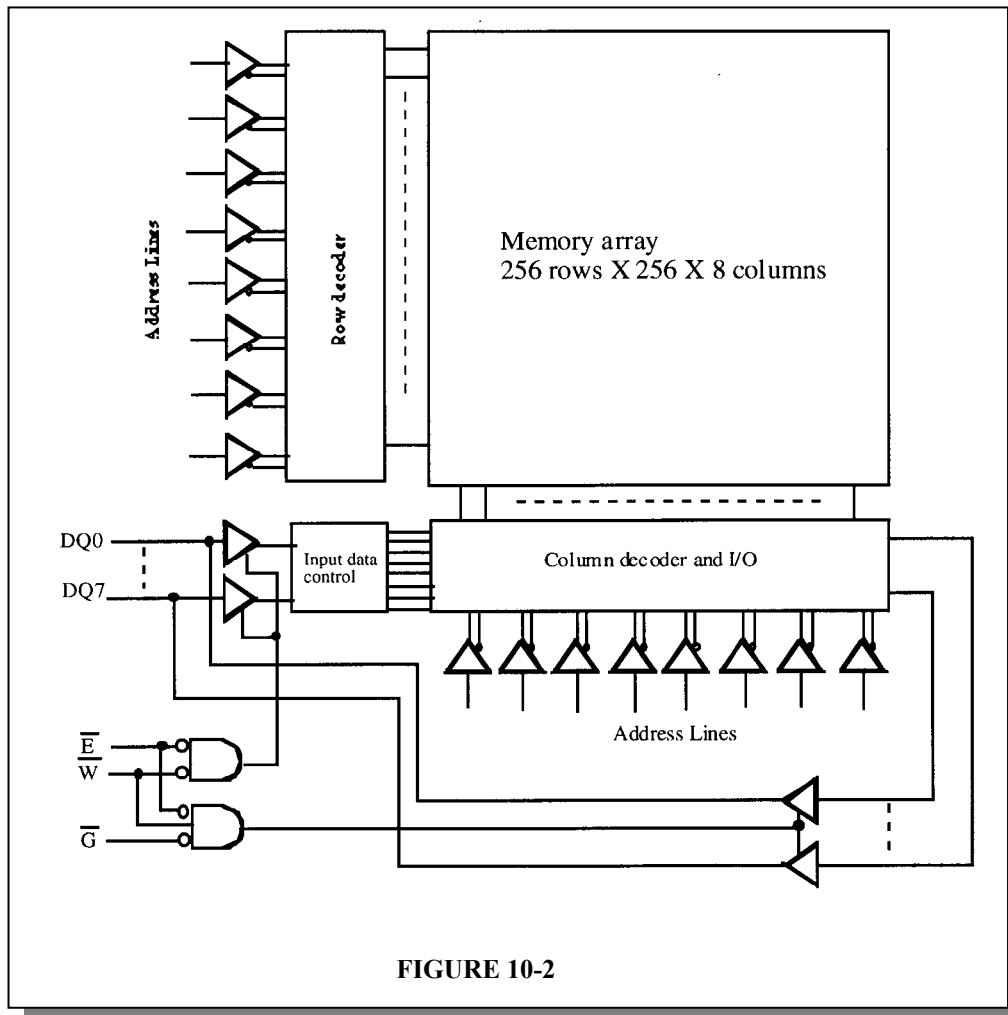 Address Lines
Row decoder
Memory array
256 rows X 256 X 8 columns
DQ0
DQ7
Input data
control
Column decoder and I/O
Address Lines
E
W
G
FIGURE 10-2